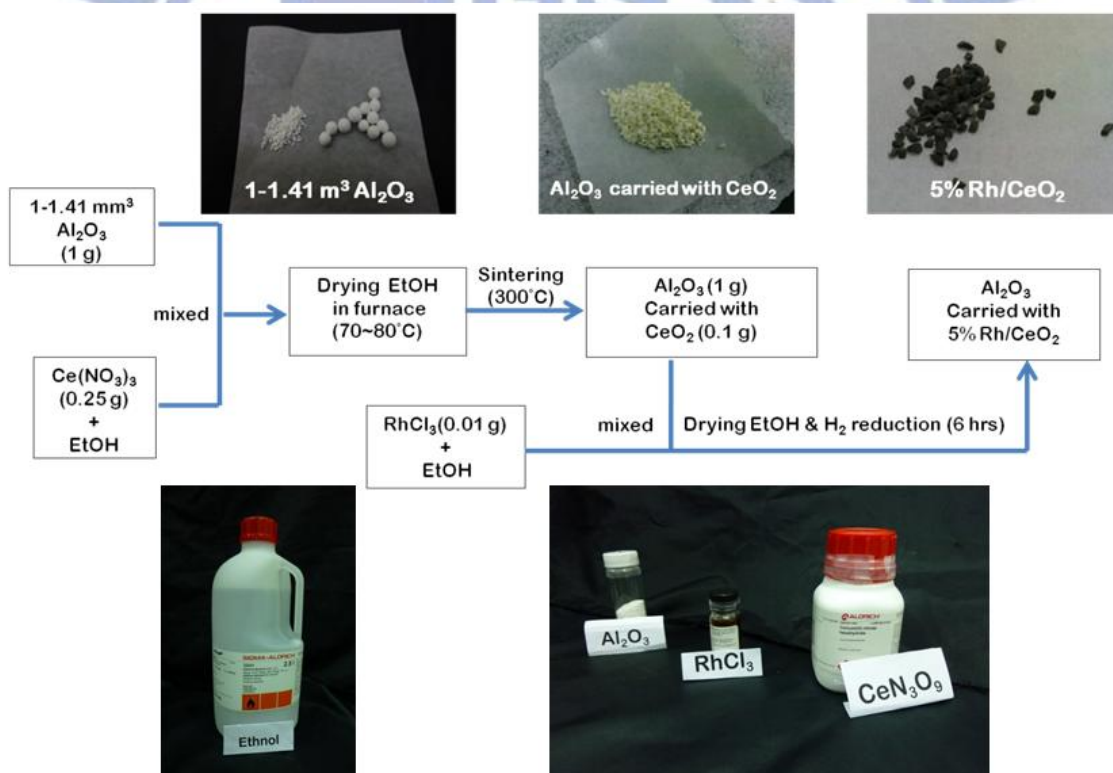 1-1.41 m³ Al₂O₃
Al₂O₃ carried with CeO₂
5% Rh/CeO₂
1-1.41 mm³
Al₂O₃
(1 g)
mixed
Ce(NO₃)₃
(0.25 g)
+
EtOH
Drying EtOH
in furnace
(70~80°C)
Sintering
(300°C)
Al₂O₃ (1 g)
Carried with
CeO₂ (0.1 g)
Al₂O₃
Carried with
5% Rh/CeO₂
RhCl₃(0.01 g)
+
EtOH
mixed
Drying EtOH & H₂ reduction (6 hrs)
SIGMA-ALDRICH
Ethnol
Al₂O₃
RhCl₃
ALDRICH
CeN₃O₉